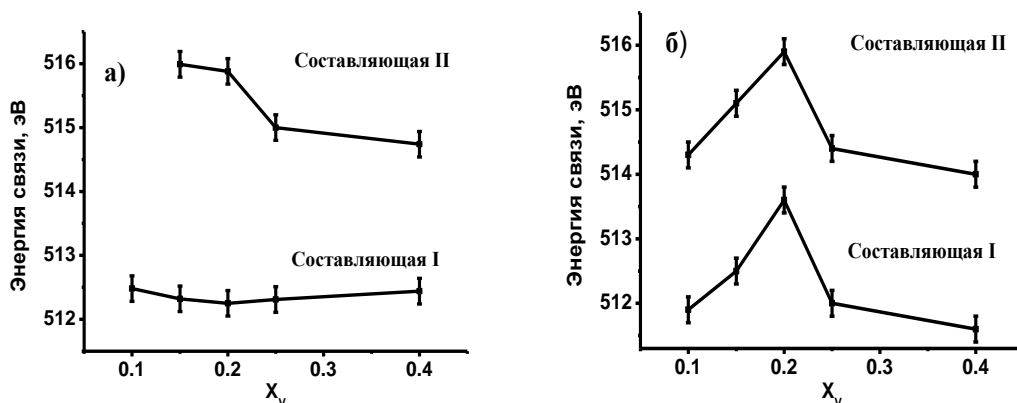 а)
Составляющая II
Составляющая I
Энергия связи, эВ
516
515
514
513
512
0.1 0.2 0.3 0.4
X_v
б)
Составляющая II
Составляющая I
Энергия связи, эВ
516
515
514
513
512
0.1 0.2 0.3 0.4
X_v